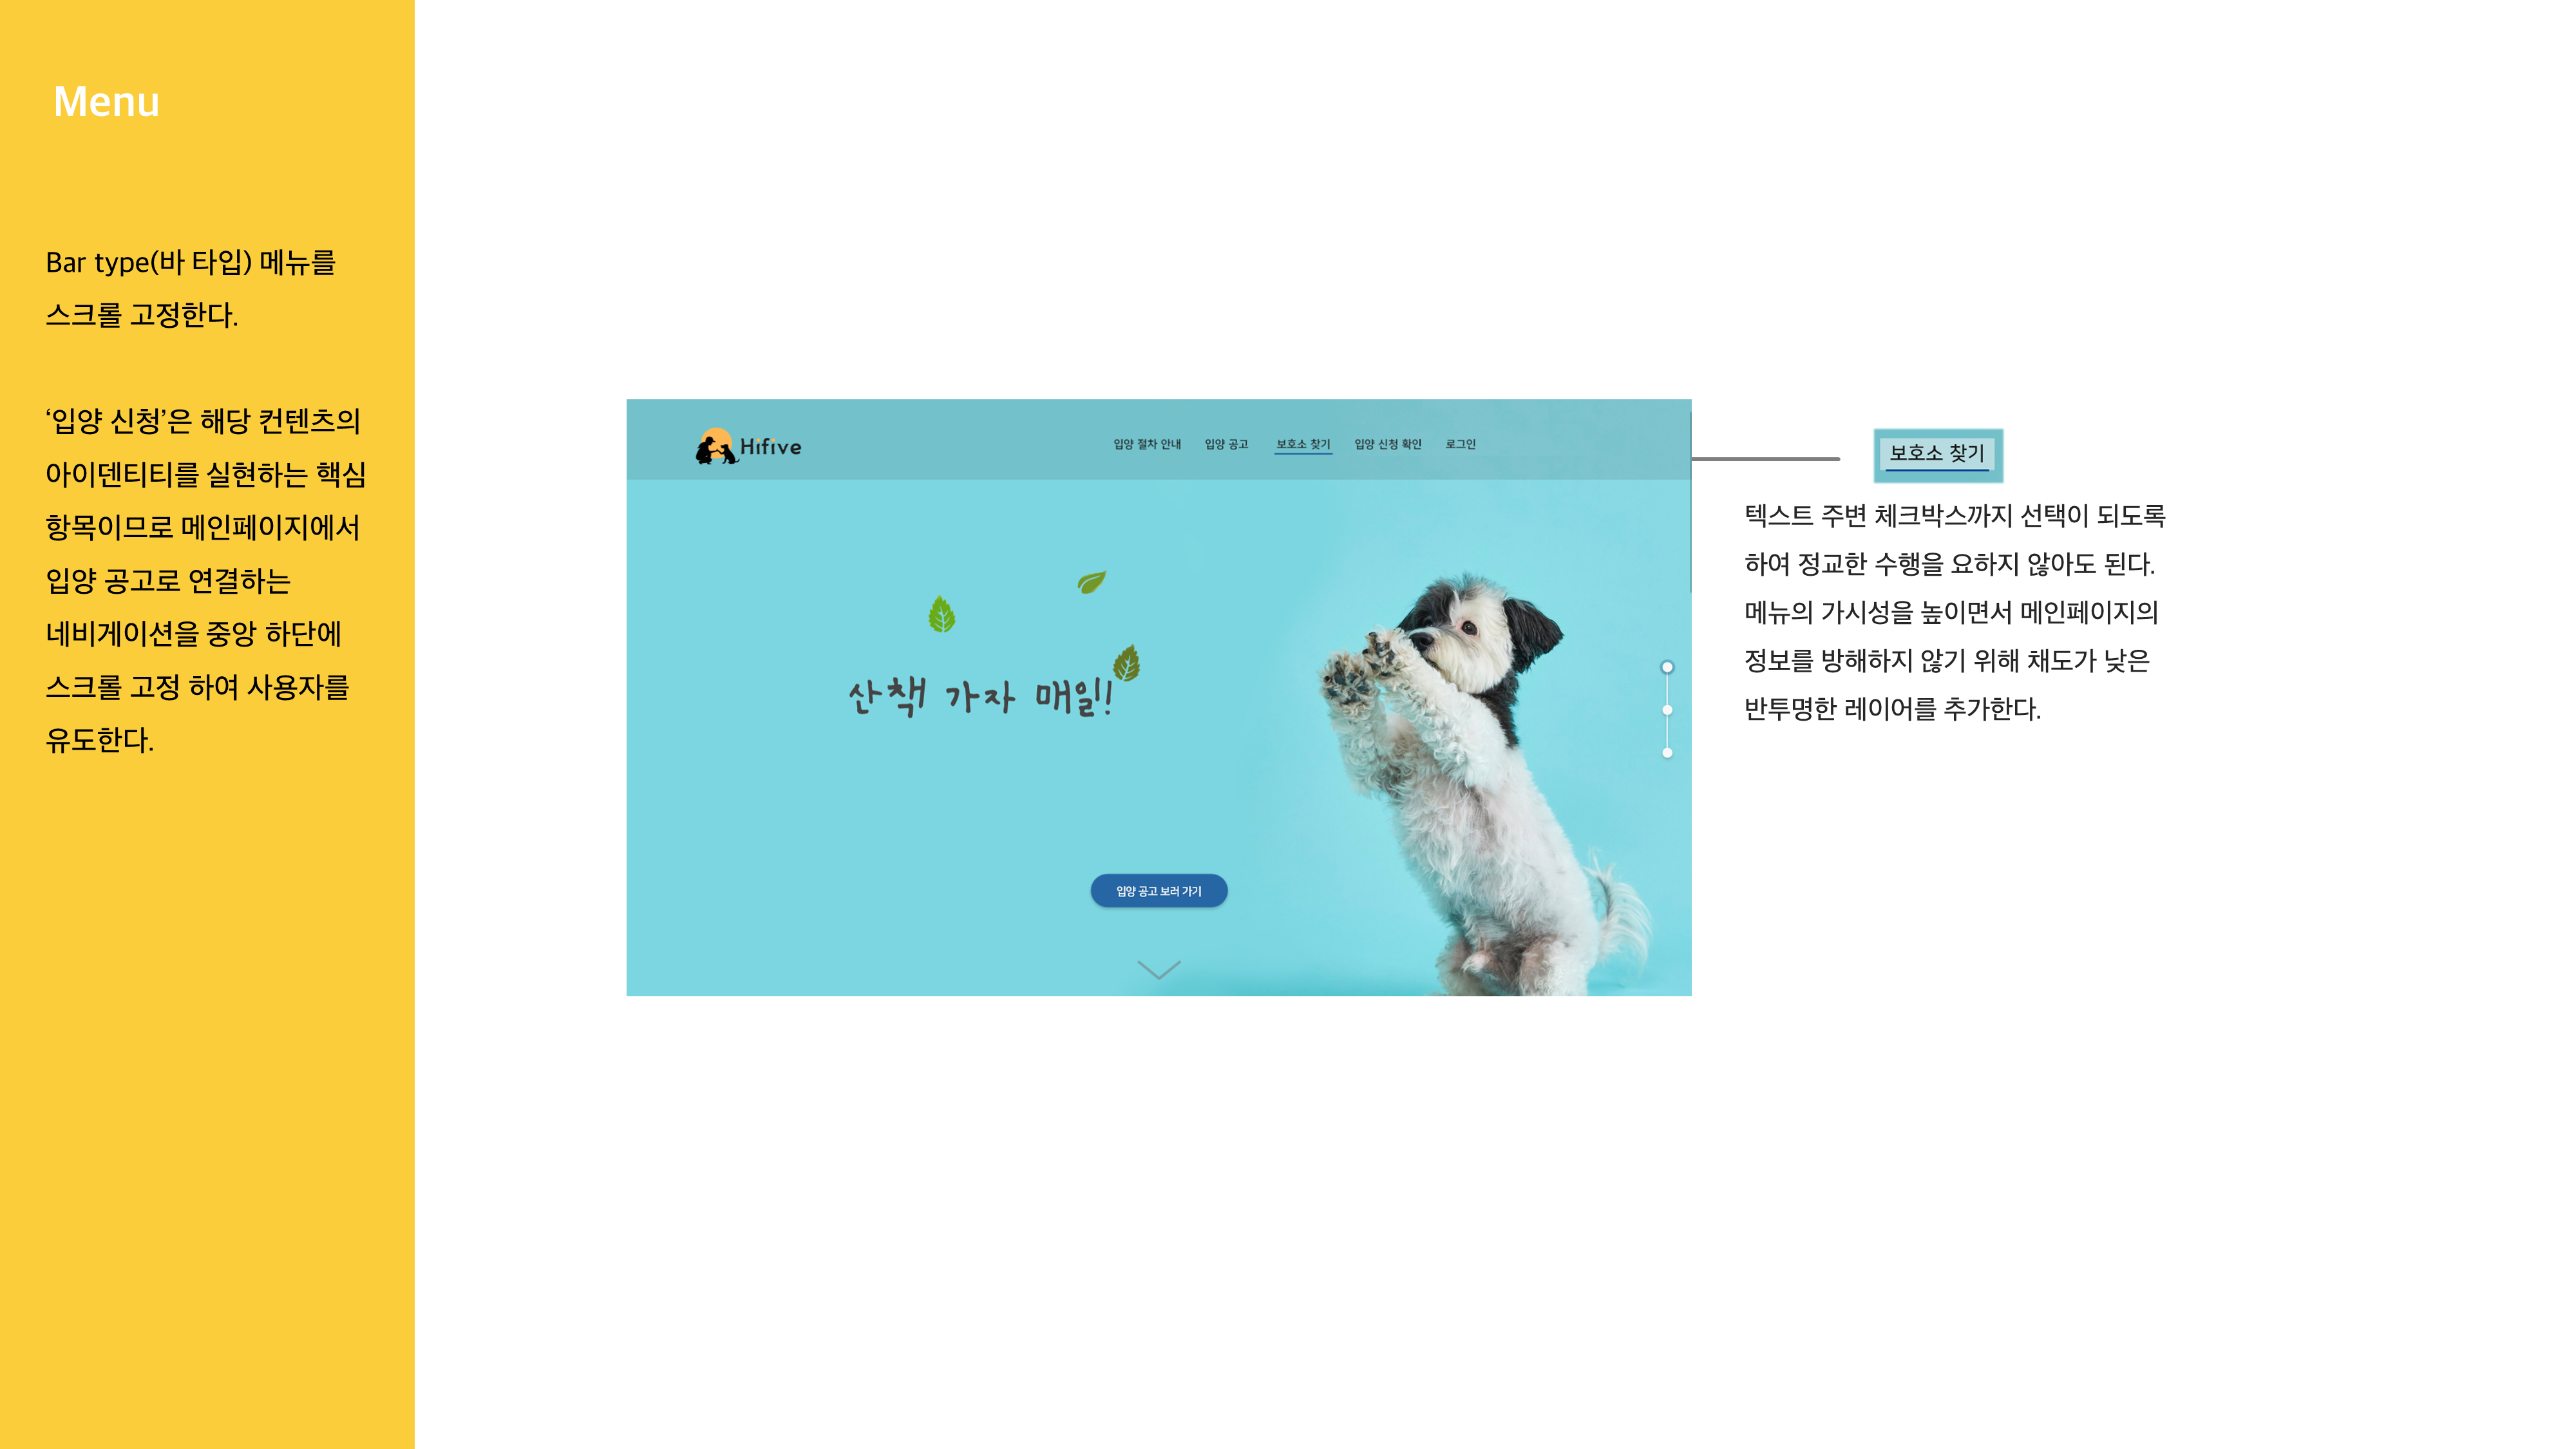 Menu
Bar type(바 타입) 메뉴를
스크롤 고정한다.
‘입양 신청’은 해당 컨텐츠의
아이덴티티를 실현하는 핵심
항목이므로 메인페이지에서
입양 공고로 연결하는
네비게이션을 중앙 하단에
스크롤 고정 하여 사용자를
유도한다.
Hifive
입양 절차 안내 입양 공고 보호소 찾기 입양 신청 확인 로그인
산책 가자 매일!
입양 공고 보러 가기
보호소 찾기
텍스트 주변 체크박스까지 선택이 되도록
하여 정교한 수행을 요하지 않아도 된다.
메뉴의 가시성을 높이면서 메인페이지의
정보를 방해하지 않기 위해 채도가 낮은
반투명한 레이어를 추가한다.